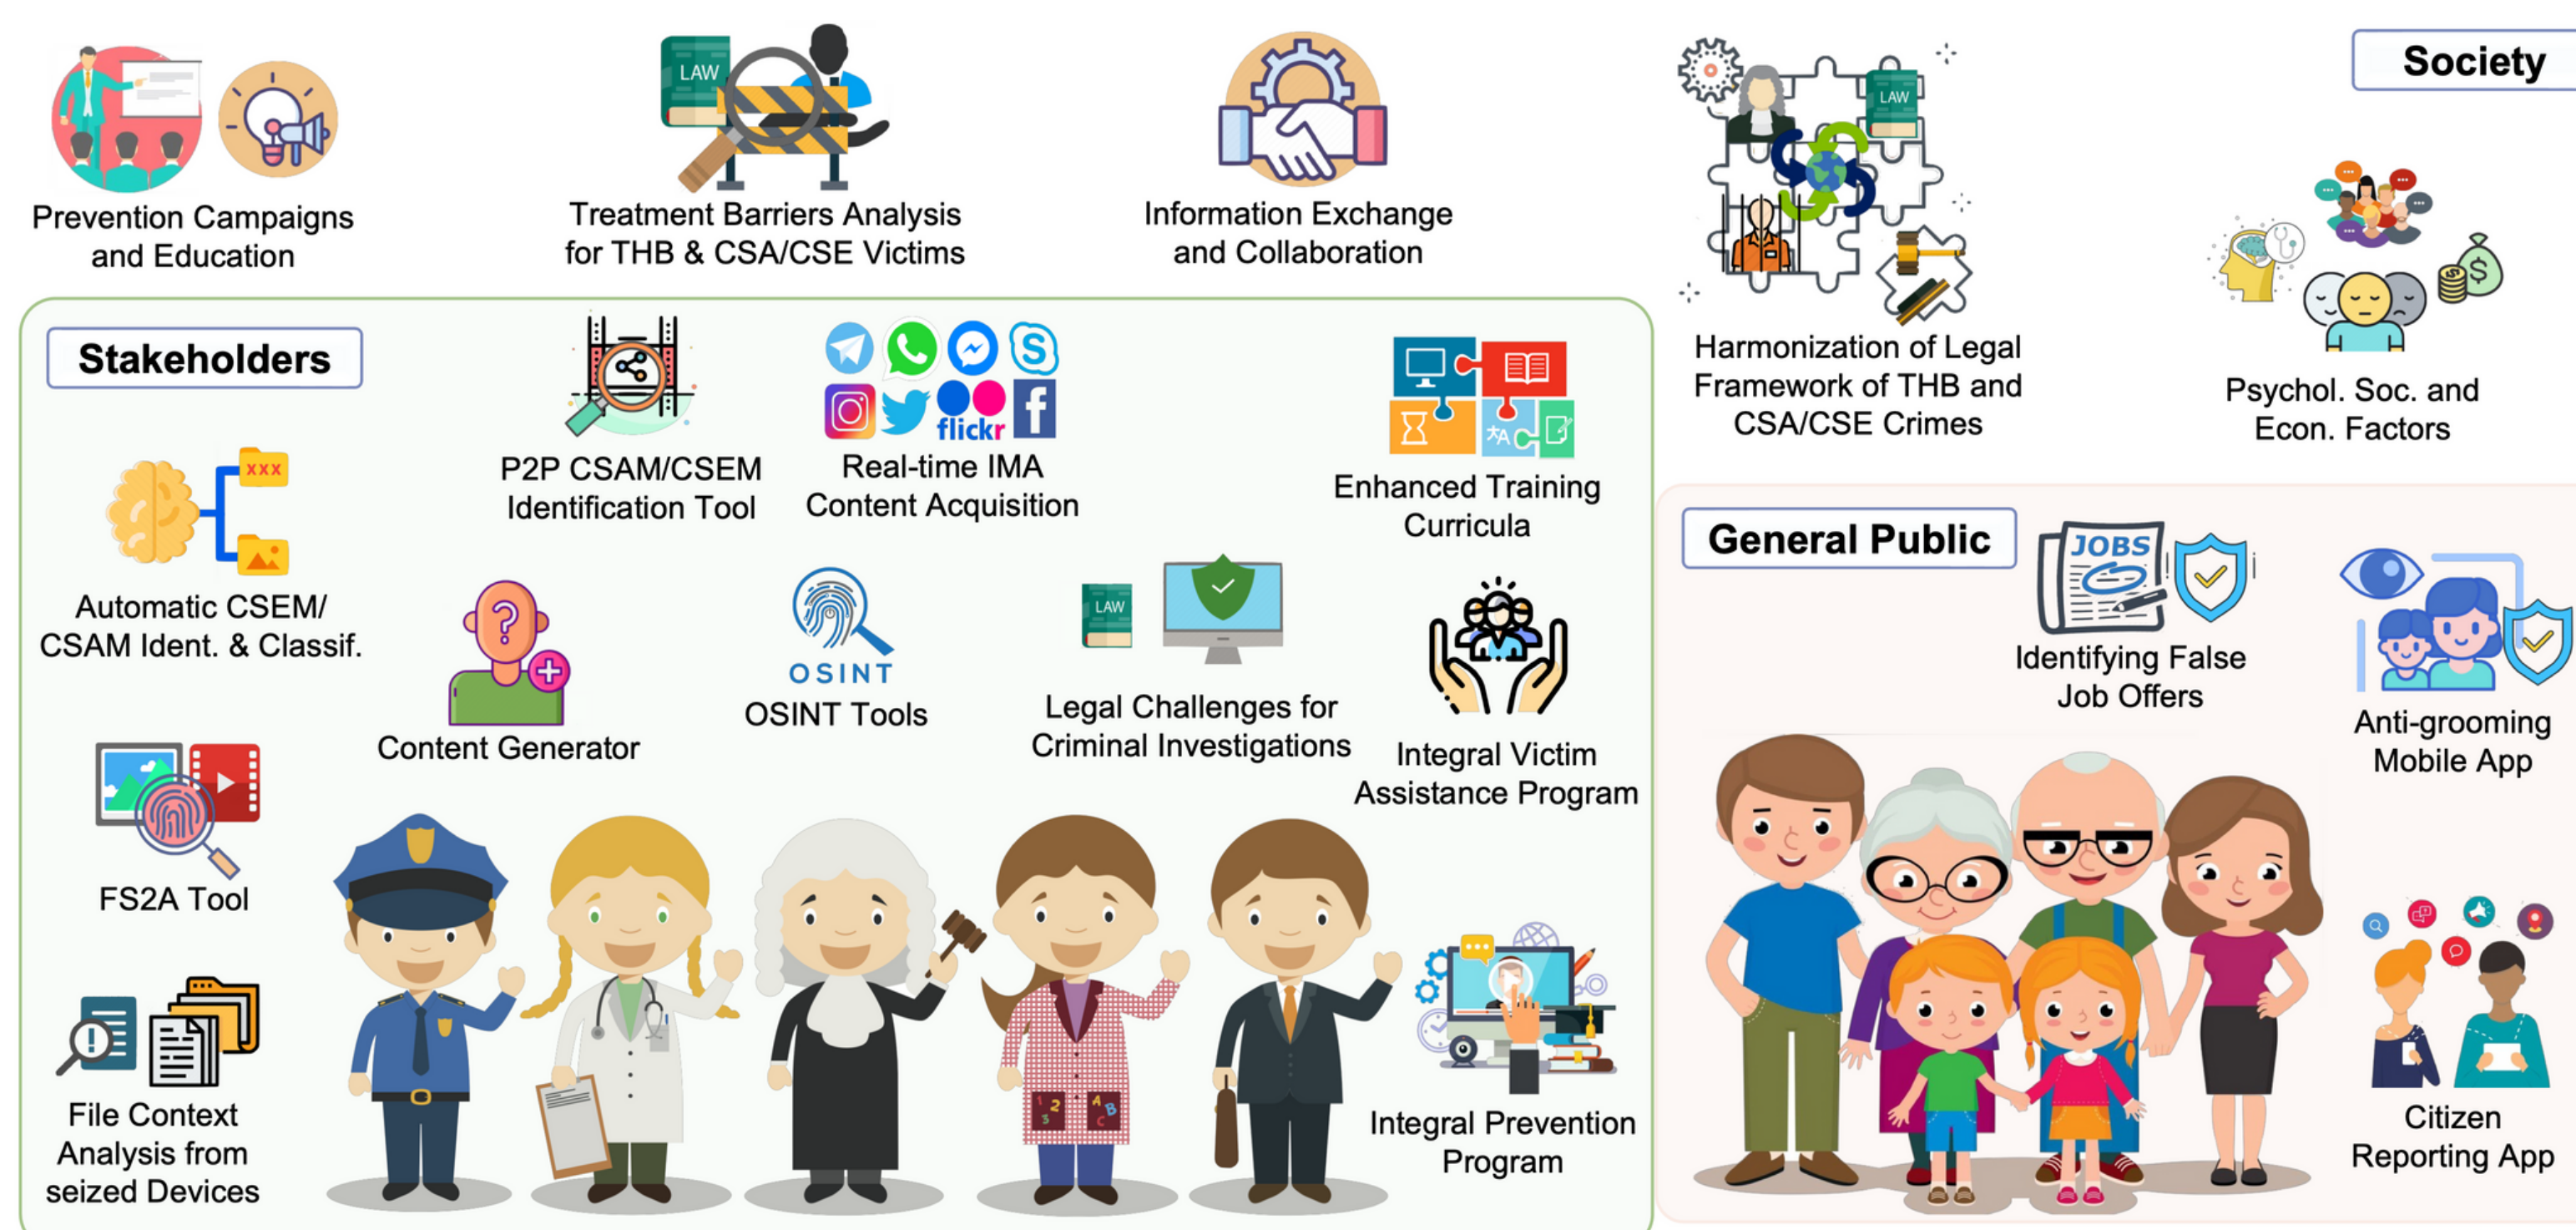 Society
LAW
LAW
Prevention Campaigns
and Education
Treatment Barriers Analysis
for THB & CSA/CSE Victims
Information Exchange
and Collaboration
Harmonization of Legal
Framework of THB and
CSA/CSE Crimes
$
$
Psychol. Soc. and
Econ. Factors
Stakeholders
S
flickr
f
XXX
P2P CSAM/CSEM
Identification Tool
Real-time IMA
Content Acquisition
文A
Enhanced Training
Curricula
Automatic CSEM/
CSAM Ident. & Classif.
?
Content Generator
OSINT
OSINT Tools
LAW
Legal Challenges for
Criminal Investigations
Integral Victim
Assistance Program
FS2A Tool
!
File Context
Analysis from
seized Devices
1 2
3
A
B
C
Integral Prevention
Program
General Public
JOBS
Identifying False
Job Offers
Anti-grooming
Mobile App
Citizen
Reporting App